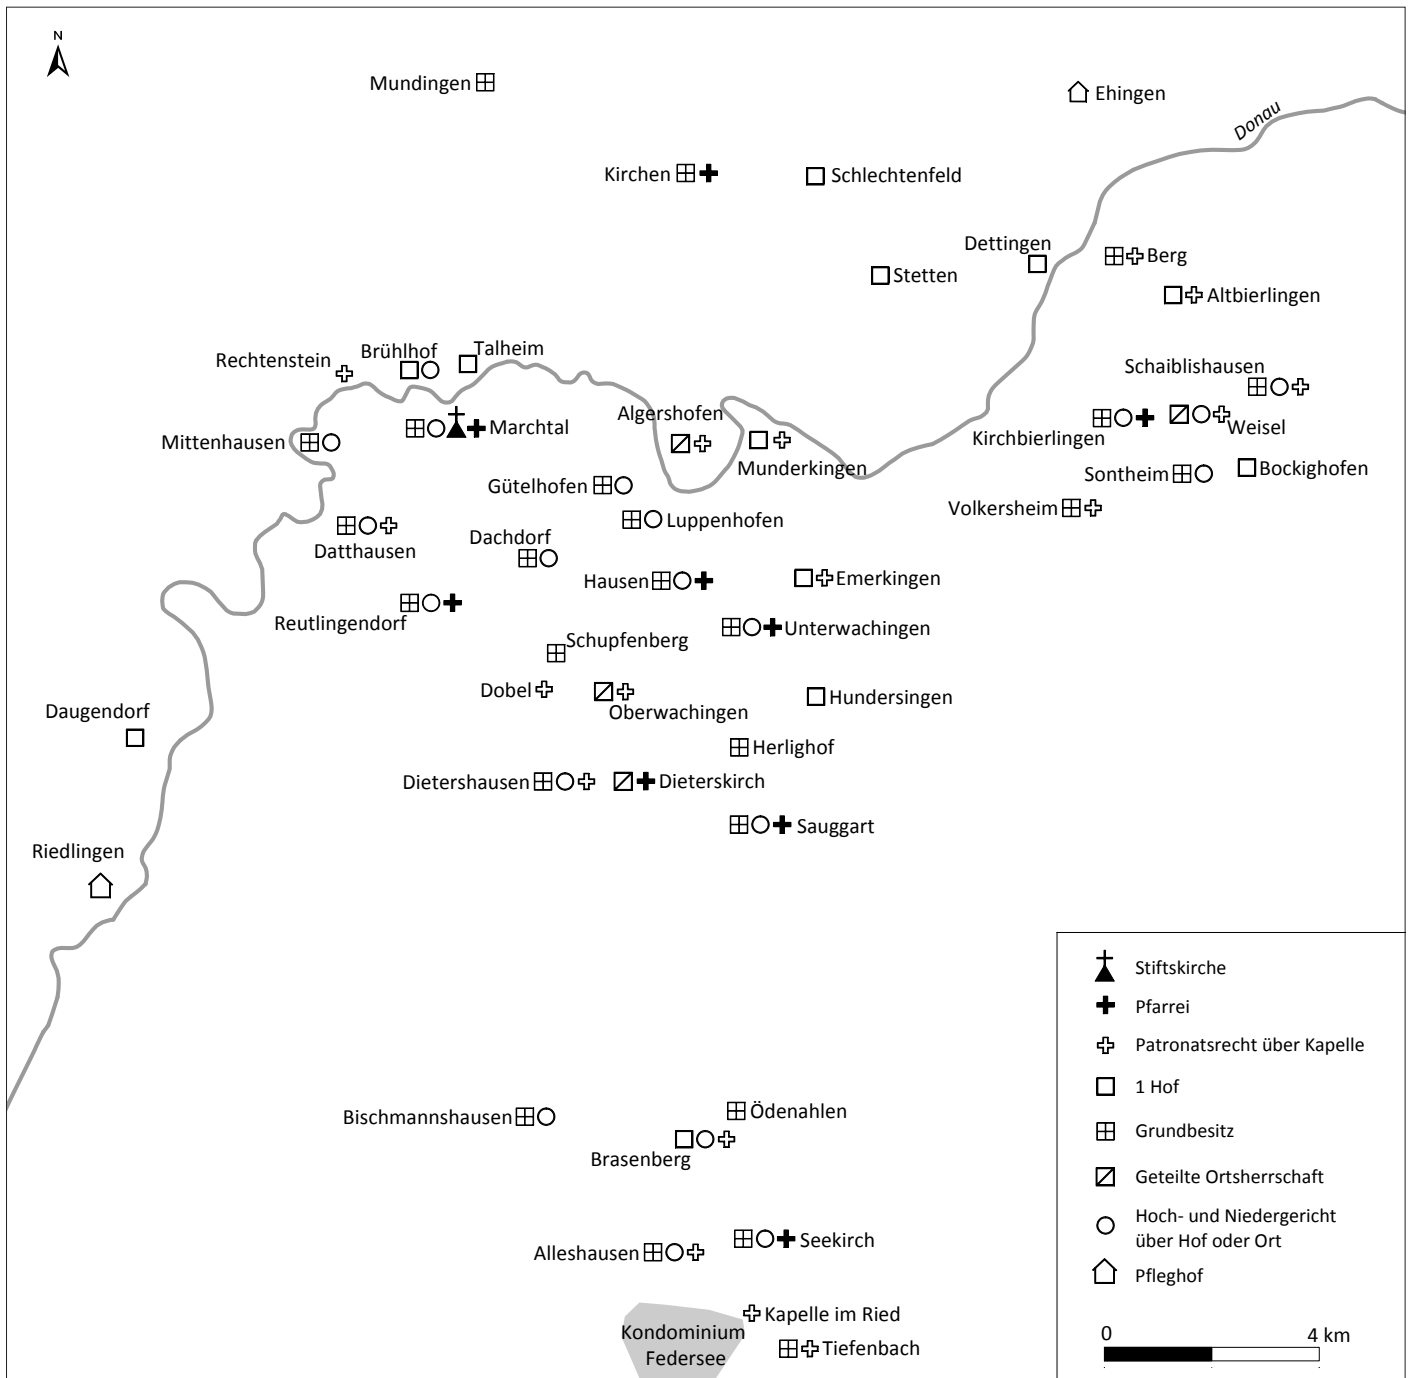 N
Mundingen
Ehingen
Donau
Kirchen
Schlechtenfeld
Dettingen
Berg
Stetten
Altbierlingen
Rechtenstein
Brühlhof
Talheim
Schaiblishausen
Algershofen
Marchtal
Mittenhausen
Munderkingen
Kirchbierlingen
Weisel
Gütelhofen
Sontheim
Bockighofen
Luppenhofen
Volkersheim
Datthausen
Dachdorf
Hausen
Emerkingen
Reutlingendorf
Unterwachingen
Schupfenberg
Dobel
Oberwachingen
Hundersingen
Daugendorf
Herlighof
Dietershausen
Dieterskirch
Sauggart
Riedlingen
Bischmannshausen
Ödenahlen
Brasenberg
Alleshausen
Seekirch
Kapelle im Ried
Kondominium
Federsee
Tiefenbach
Stiftskirche
Pfarrei
Patronatsrecht über Kapelle
1 Hof
Grundbesitz
Geteilte Ortsherrschaft
Hoch- und Niedergericht
über Hof oder Ort
Pfleghof
0 4 km